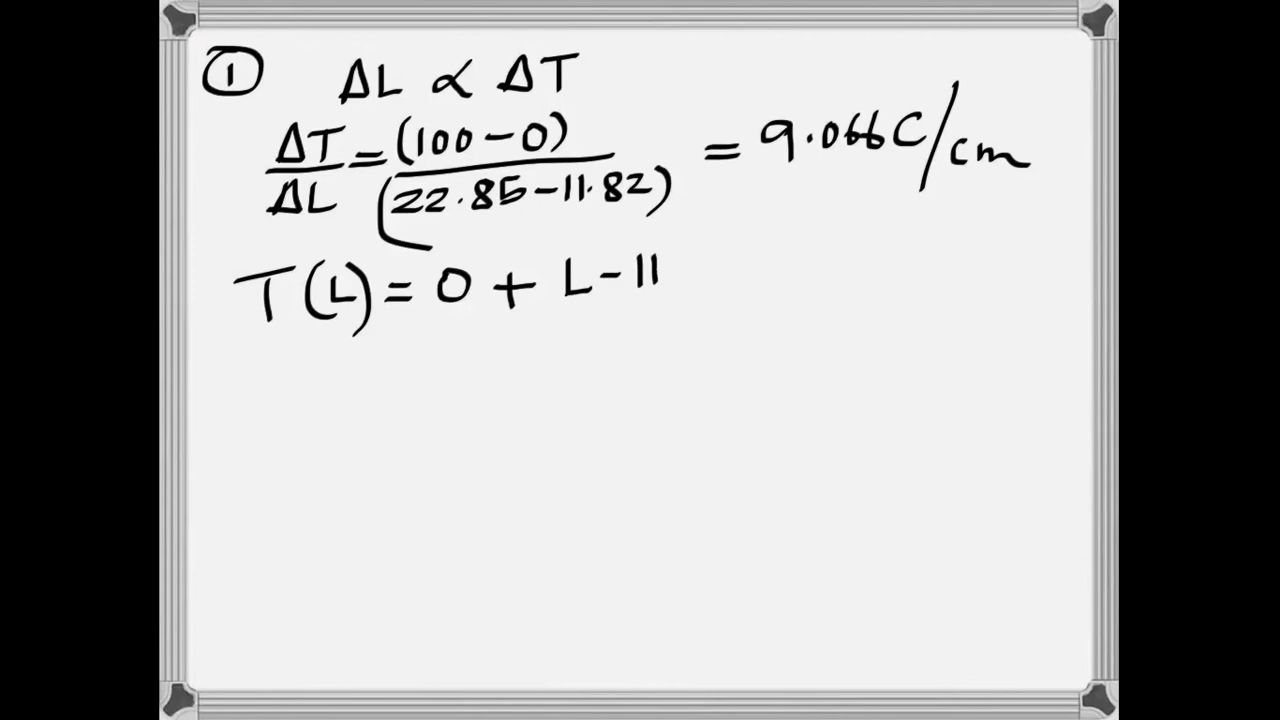 ① ΔL ∝ ΔT
ΔT/ΔL = (100 - 0)/(22.85 - 11.82) = 9.066C/cm
T(L) = 0 + L - 11